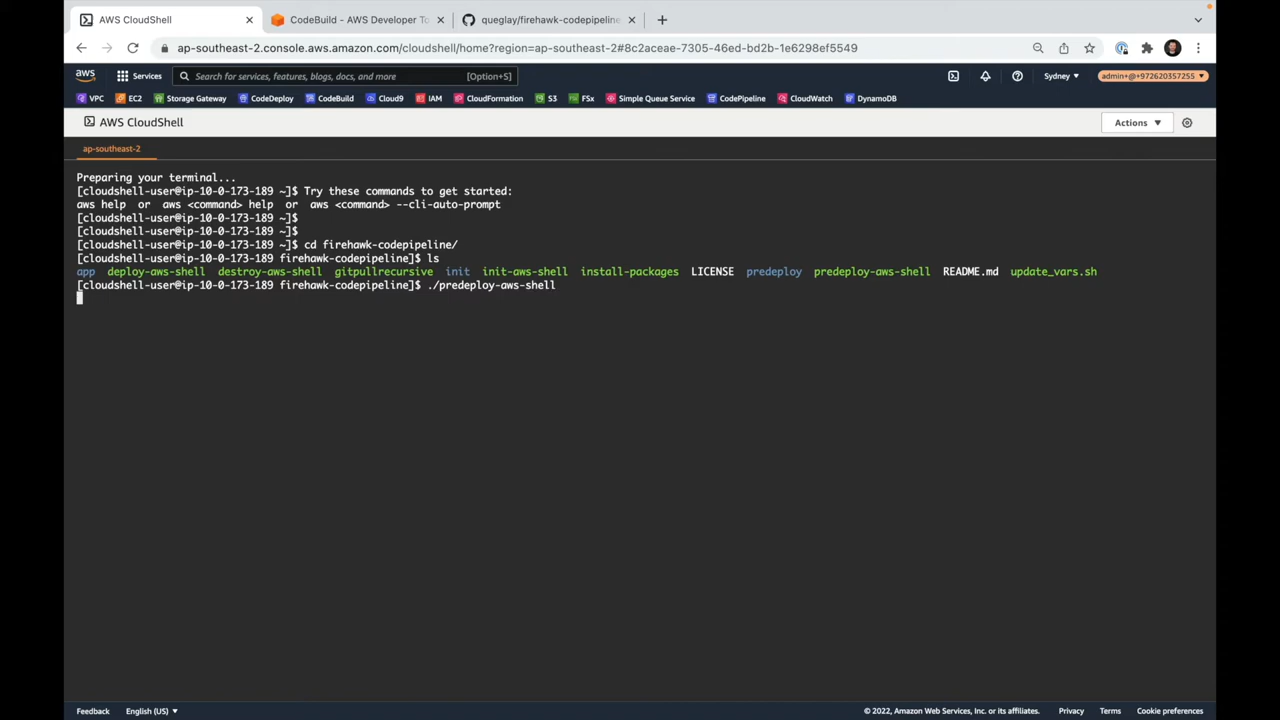 AWS CloudShell
CodeBuild - AWS Developer To
queglay/firehawk-codepipeline
ap-southeast-2.console.aws.amazon.com/cloudshell/home?region=ap-southeast-2#8c2aceae-7305-46ed-bd2b-1e6298ef5549
aws Services Search for services, features, blogs, docs, and more [Option+S] Sydney ▼ admin+@+972620357255 ▼
VPC EC2 Storage Gateway CodeDeploy CodeBuild Cloud9 IAM CloudFormation S3 FSx Simple Queue Service CodePipeline CloudWatch DynamoDB
AWS CloudShell Actions ▼
ap-southeast-2
Preparing your terminal...
[cloudshell-user@ip-10-0-173-189 ~]$ Try these commands to get started:
aws help or aws <command> help or aws <command> --cli-auto-prompt
[cloudshell-user@ip-10-0-173-189 ~]$
[cloudshell-user@ip-10-0-173-189 ~]$
[cloudshell-user@ip-10-0-173-189 ~]$ cd firehawk-codepipeline/
[cloudshell-user@ip-10-0-173-189 firehawk-codepipeline]$ ls
app deploy-aws-shell destroy-aws-shell gitpullrecursive init init-aws-shell install-packages LICENSE predeploy predeploy-aws-shell README.md update_vars.sh
[cloudshell-user@ip-10-0-173-189 firehawk-codepipeline]$ ./predeploy-aws-shell
Feedback English (US) ▼ © 2022, Amazon Web Services, Inc. or its affiliates. Privacy Terms Cookie preferences